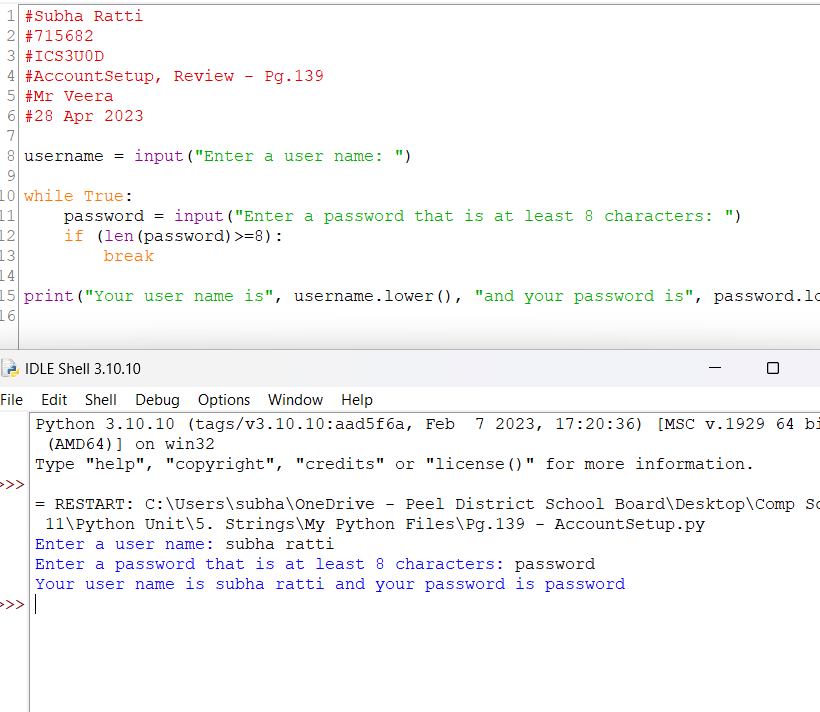 1 #Subha Ratti
2 #715682
3 #ICS3U0D
4 #AccountSetup, Review - Pg.139
5 #Mr Veera
6 #28 Apr 2023
7
8 username = input("Enter a user name: ")
9
10 while True:
11     password = input("Enter a password that is at least 8 characters: ")
12     if (len(password)>=8):
13         break
14
15 print("Your user name is", username.lower(), "and your password is", password.lo
16
IDLE Shell 3.10.10
File Edit Shell Debug Options Window Help
Python 3.10.10 (tags/v3.10.10:aad5f6a, Feb  7 2023, 17:20:36) [MSC v.1929 64 bi
(AMD64)] on win32
Type "help", "copyright", "credits" or "license()" for more information.
>>>
= RESTART: C:\Users\subha\OneDrive - Peel District School Board\Desktop\Comp Sc
11\Python Unit\5. Strings\My Python Files\Pg.139 - AccountSetup.py
Enter a user name: subha ratti
Enter a password that is at least 8 characters: password
Your user name is subha ratti and your password is password
>>>